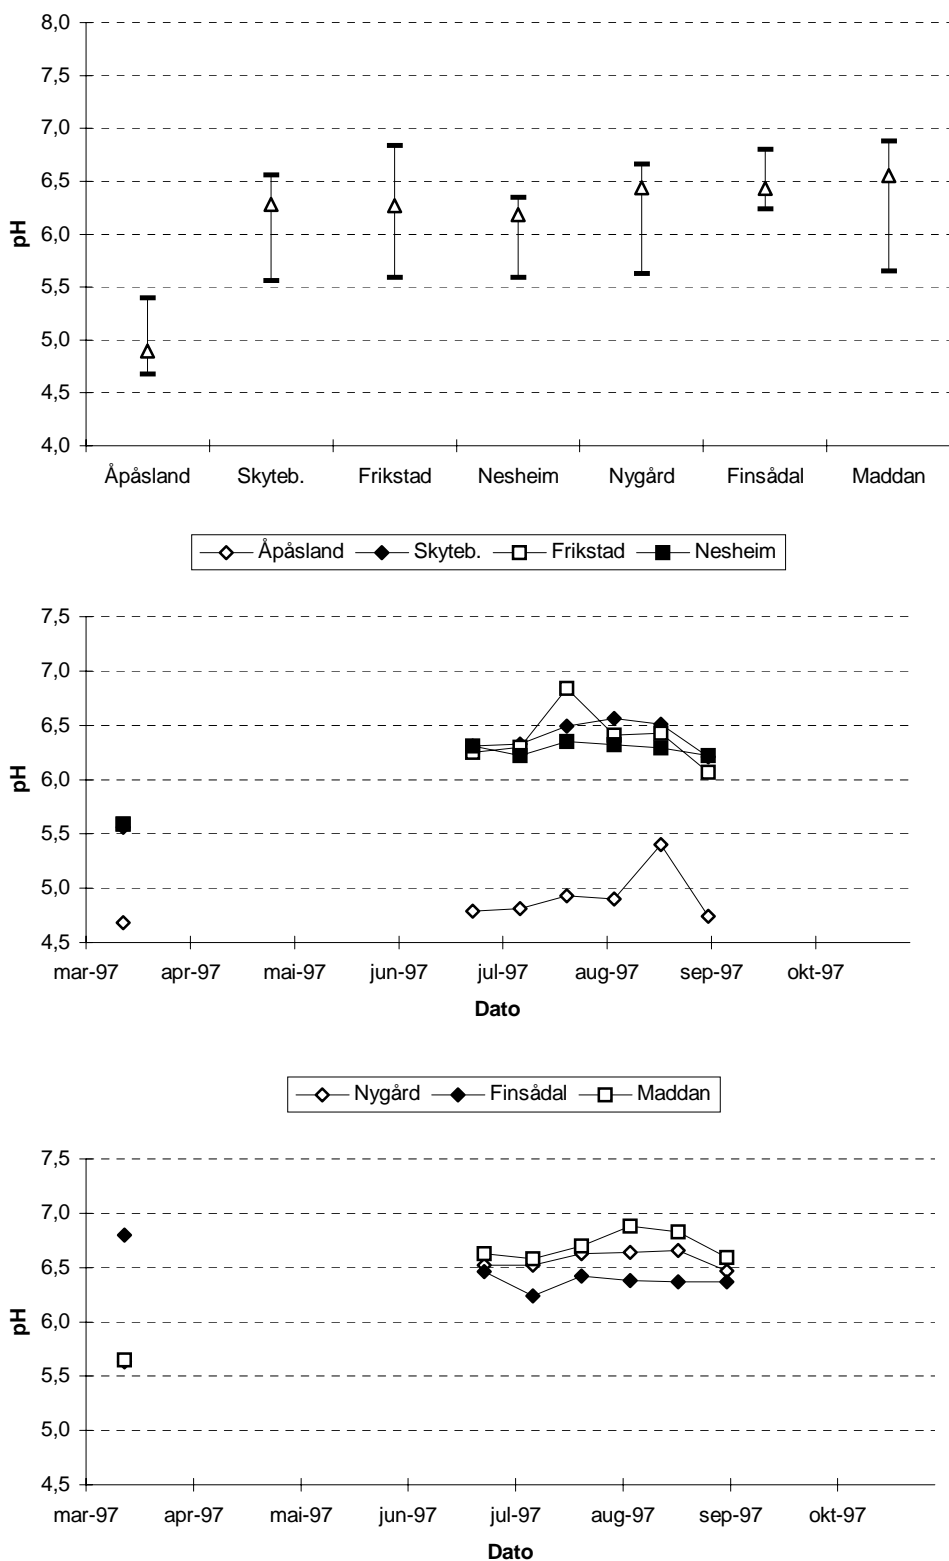 8,0
7,5
7,0
6,5
6,0
5,5
5,0
4,5
4,0
pH
Åpåsland Skyteb. Frikstad Nesheim Nygård Finsådal Maddan
Åpåsland Skyteb. Frikstad Nesheim
7,5
7,0
6,5
6,0
5,5
5,0
4,5
pH
mar-97 apr-97 mai-97 jun-97 jul-97 aug-97 sep-97 okt-97
Dato
Nygård Finsådal Maddan
7,5
7,0
6,5
6,0
5,5
5,0
4,5
pH
mar-97 apr-97 mai-97 jun-97 jul-97 aug-97 sep-97 okt-97
Dato